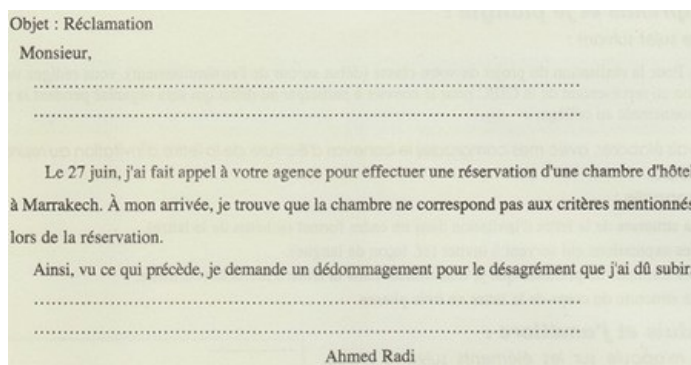 Objet : Réclamation
Monsieur,
................................................................................
................................................................................
Le 27 juin, j'ai fait appel à votre agence pour effectuer une réservation d'une chambre d'hôtel
à Marrakech. À mon arrivée, je trouve que la chambre ne correspond pas aux critères mentionnés
lors de la réservation.
Ainsi, vu ce qui précède, je demande un dédommagement pour le désagrément que j'ai dû subir
................................................................................
................................................................................
Ahmed Radi